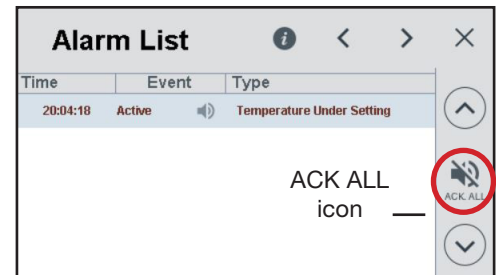 Alarm List
Time Event Type
20:04:18 Active Temperature Under Setting
ACK ALL
icon
ACK ALL